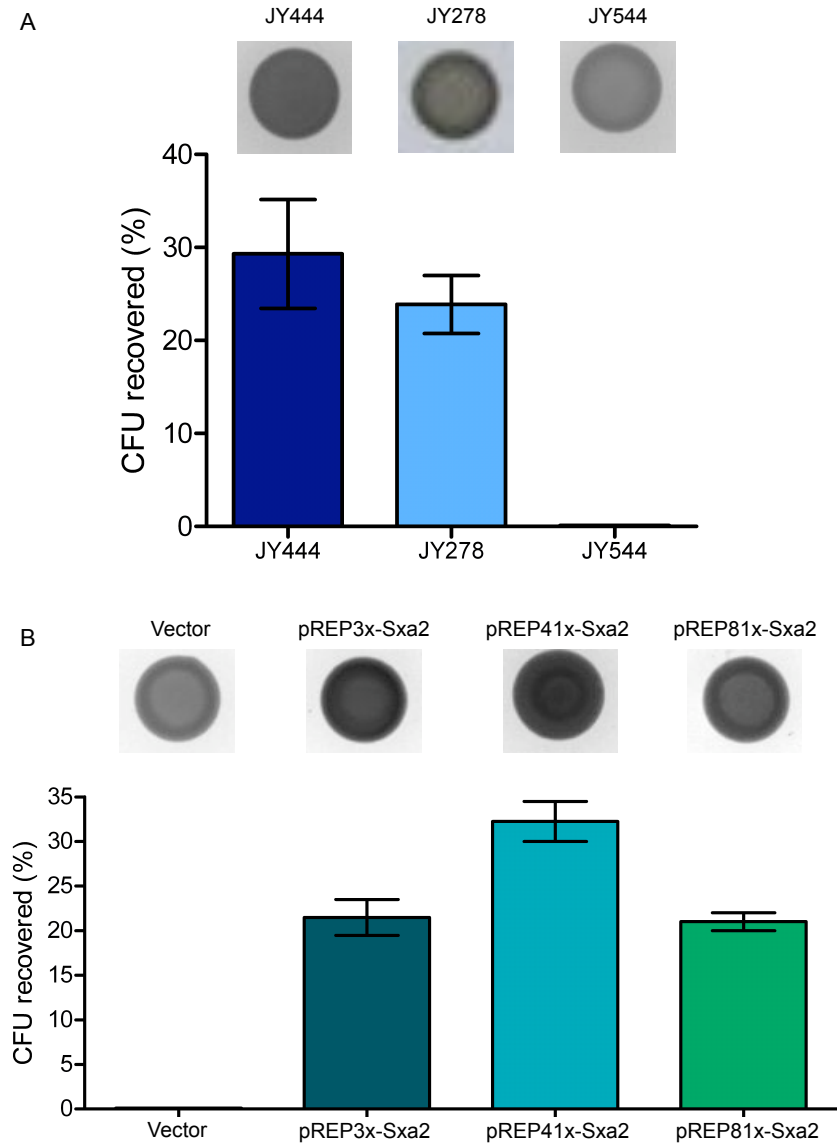 A
JY444 JY278 JY544
40
30
20
10
0
CFU recovered (%)
JY444 JY278 JY544
B
Vector pREP3x-Sxa2 pREP41x-Sxa2 pREP81x-Sxa2
35
30
25
20
15
10
5
0
CFU recovered (%)
Vector pREP3x-Sxa2 pREP41x-Sxa2 pREP81x-Sxa2